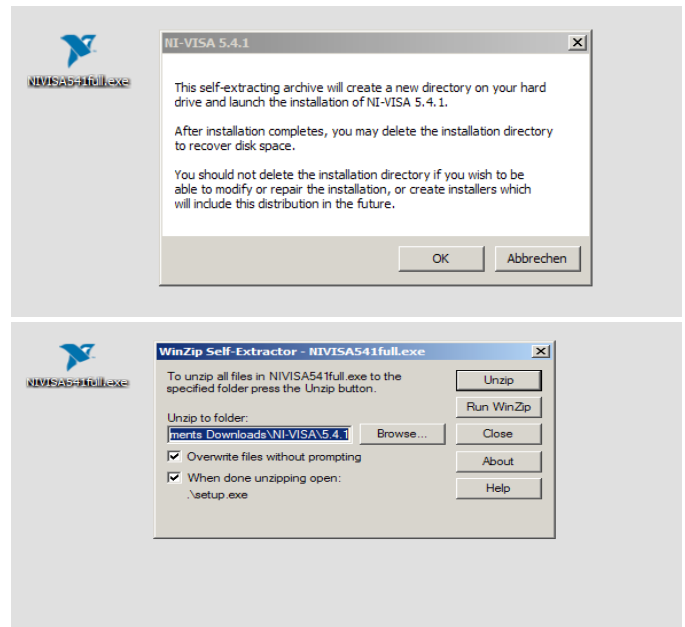 NIVISA541full.exe
NI-VISA 5.4.1
This self-extracting archive will create a new directory on your hard
drive and launch the installation of NI-VISA 5.4.1.
After installation completes, you may delete the installation directory
to recover disk space.
You should not delete the installation directory if you wish to be
able to modify or repair the installation, or create installers which
will include this distribution in the future.
OK
Abbrechen
NIVISA541full.exe
WinZip Self-Extractor - NIVISA541full.exe
To unzip all files in NIVISA541full.exe to the
specified folder press the Unzip button.
Unzip to folder:
ments Downloads\NI-VISA\5.4.1
Browse...
Overwrite files without prompting
When done unzipping open:
.\setup.exe
Unzip
Run WinZip
Close
About
Help